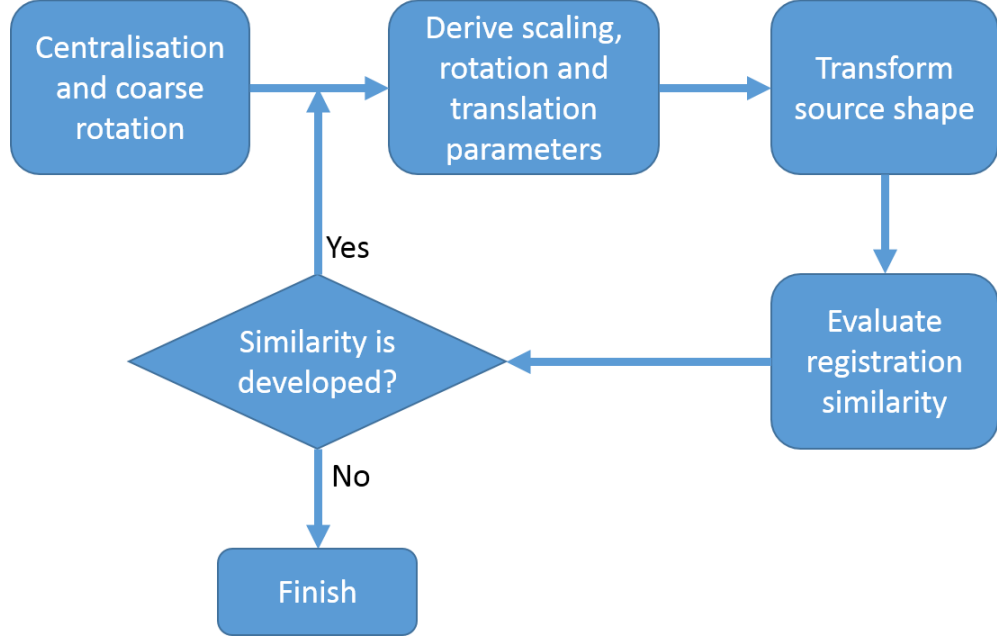 Centralisation
and coarse
rotation
Derive scaling,
rotation and
translation
parameters
Transform
source shape
Yes
Similarity is
developed?
Evaluate
registration
similarity
No
Finish